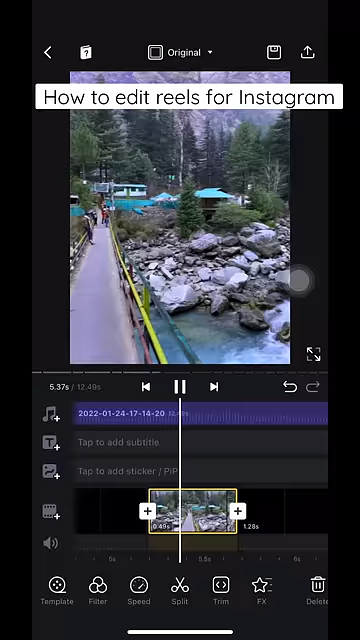 Original
How to edit reels for Instagram
5.37s / 12.49s
2022-01-24-17-14-20 12.49s
Tap to add subtitle
Tap to add sticker / PIP
0.49s
1.28s
5s 5.5s 6s
Template Filter Speed Split Trim FX Delete